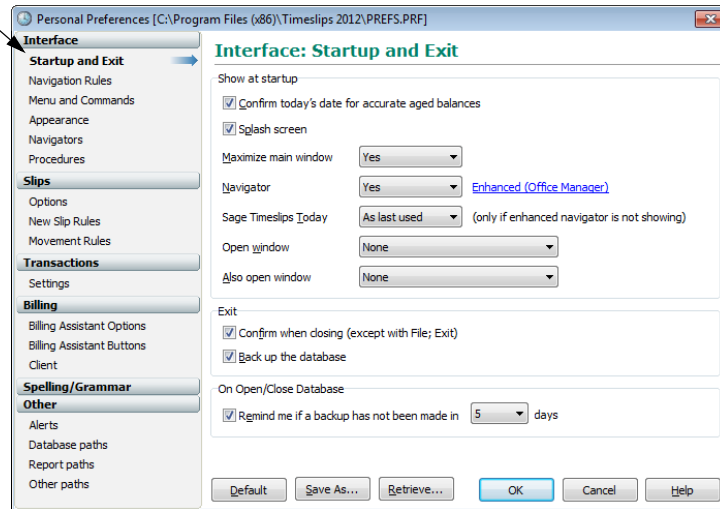 Personal Preferences [C:\Program Files (x86)\Timeslips 2012\PREFS.PRF]
Interface
Startup and Exit
Navigation Rules
Menu and Commands
Appearance
Navigators
Procedures
Slips
Options
New Slip Rules
Movement Rules
Transactions
Settings
Billing
Billing Assistant Options
Billing Assistant Buttons
Client
Spelling/Grammar
Other
Alerts
Database paths
Report paths
Other paths
Interface: Startup and Exit
Show at startup
Confirm today's date for accurate aged balances
Splash screen
Maximize main window Yes
Navigator Yes Enhanced (Office Manager)
Sage Timeslips Today As last used (only if enhanced navigator is not showing)
Open window None
Also open window None
Exit
Confirm when closing (except with File; Exit)
Back up the database
On Open/Close Database
Remind me if a backup has not been made in 5 days
Default Save As... Retrieve... OK Cancel Help